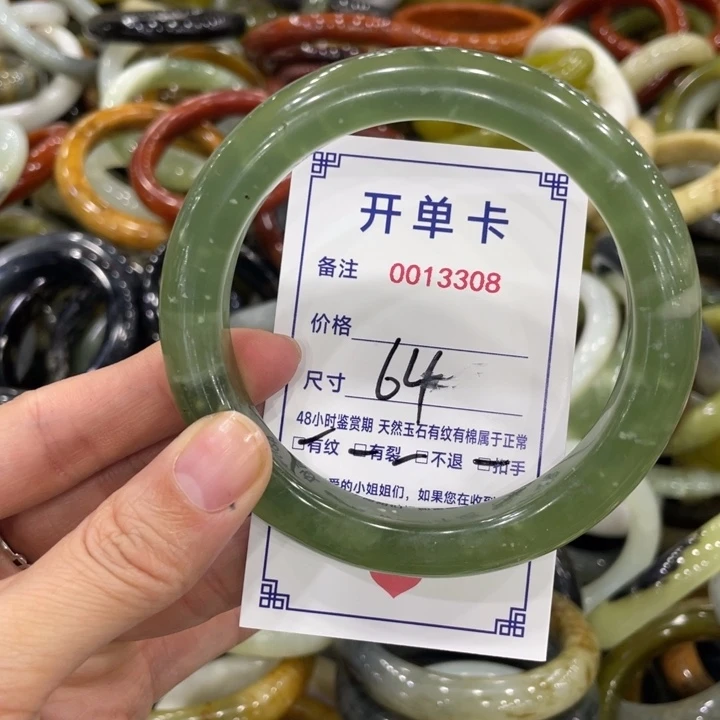 开单卡
备注 0013308
价格
尺寸 64
48小时鉴赏期 天然玉石有纹有棉属于正常
□有纹 □有裂 □不退 □扣手
爱的小姐姐们，如果您在收到